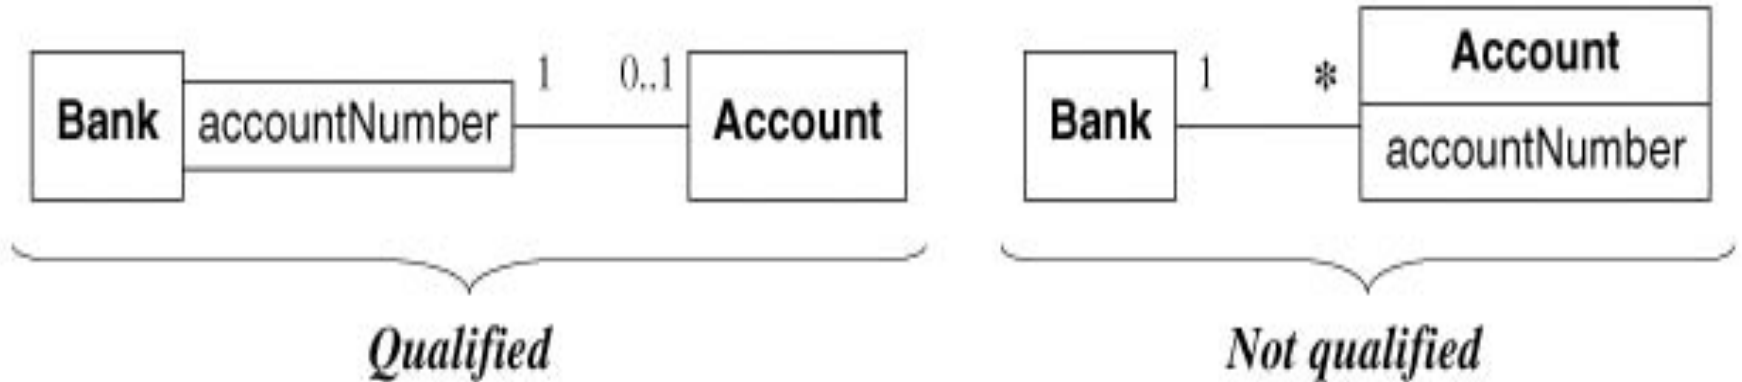 Bank accountNumber 1 0..1 Account
Qualified
Bank 1 * Account
accountNumber
Not qualified